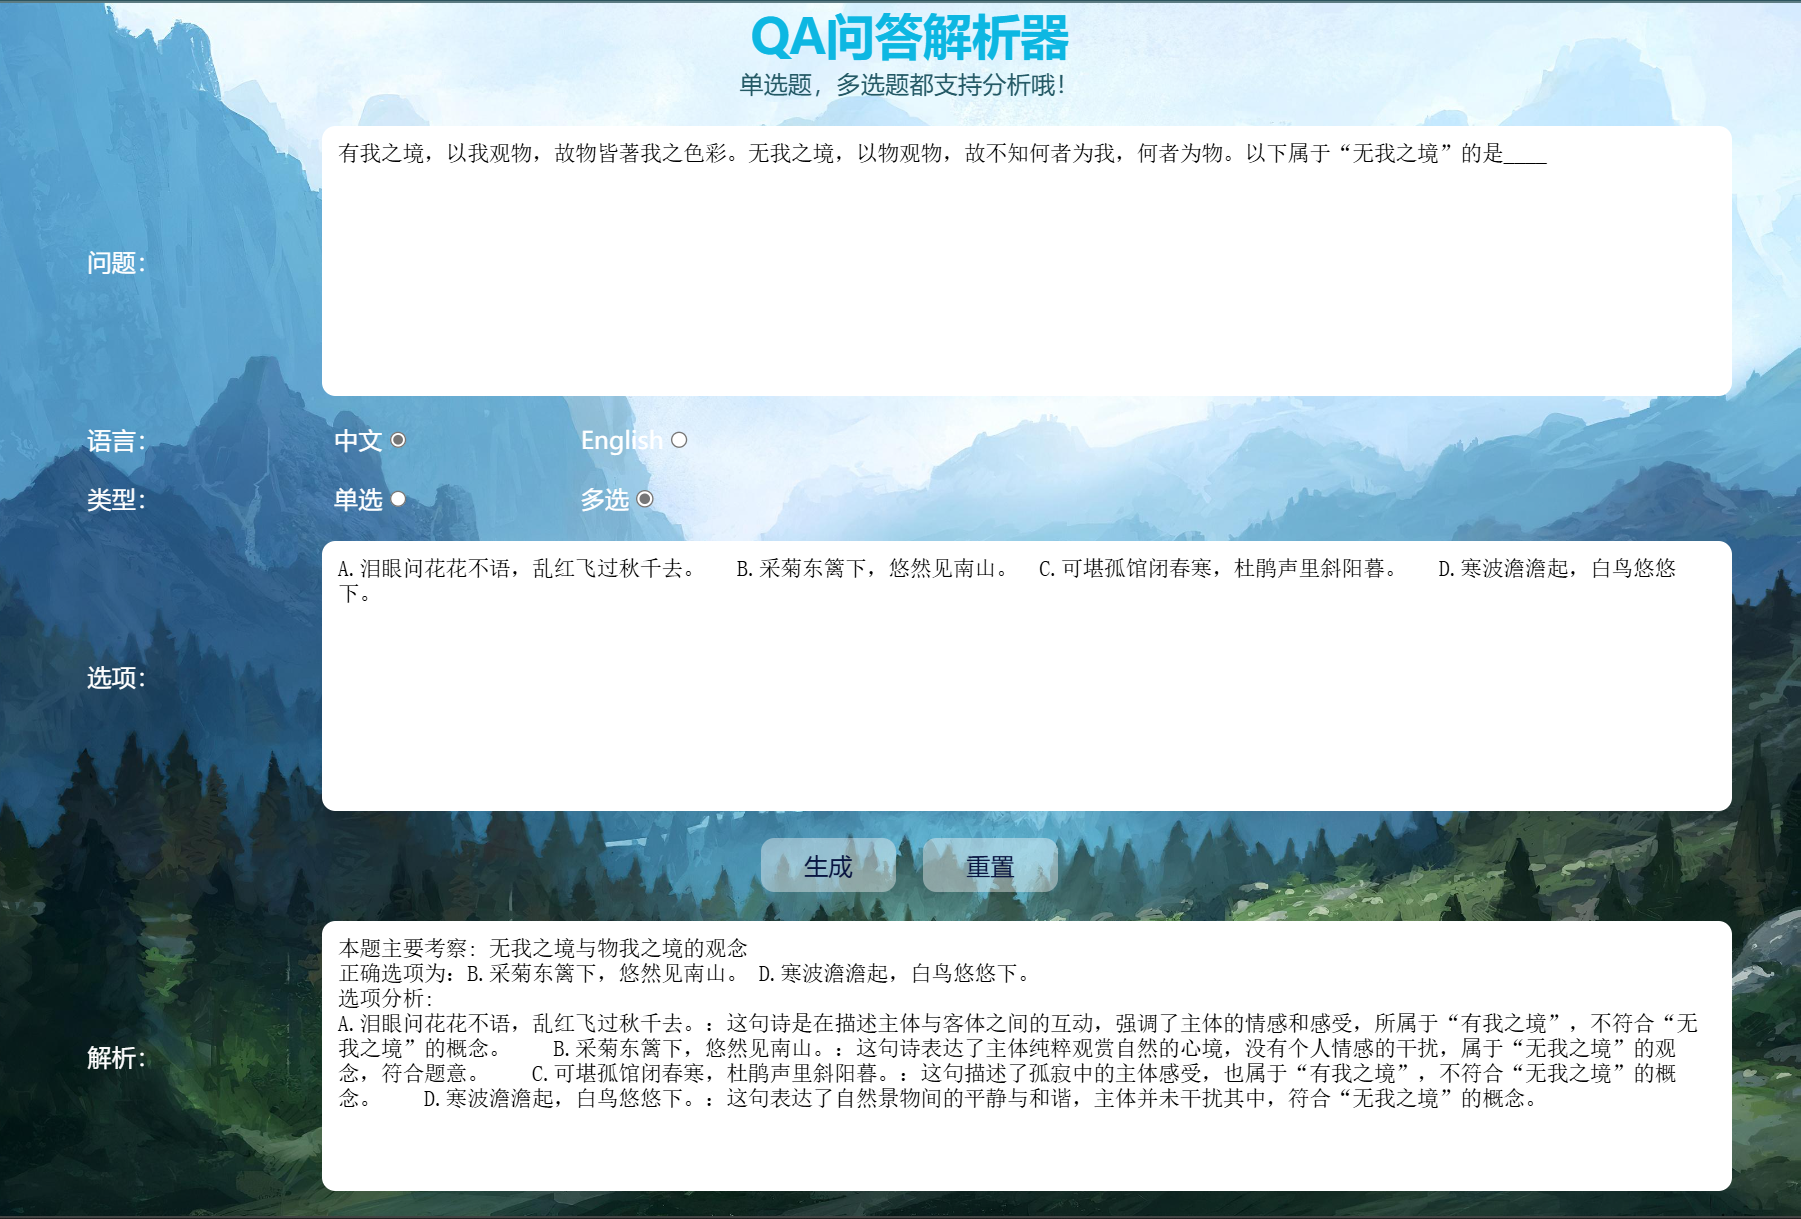 QA问答解析器
单选题，多选题都支持分析哦！
问题：
有我之境，以我观物，故物皆著我之色彩。无我之境，以物观物，故不知何者为我，何者为物。以下属于“无我之境”的是____
语言：
中文
English
类型：
单选
多选
选项：
A.泪眼问花花不语，乱红飞过秋千去。 B.采菊东篱下，悠然见南山。 C.可堪孤馆闭春寒，杜鹃声里斜阳暮。 D.寒波澹澹起，白鸟悠悠
下。
生成
重置
解析：
本题主要考察: 无我之境与物我之境的观念
正确选项为: B.采菊东篱下，悠然见南山。 D.寒波澹澹起，白鸟悠悠下。
选项分析:
A.泪眼问花花不语，乱红飞过秋千去。: 这句诗是在描述主体与客体之间的互动，强调了主体的情感和感受，所属于“有我之境”，不符合“无
我之境”的概念。 B.采菊东篱下，悠然见南山。: 这句诗表达了主体纯粹观赏自然的心境，没有个人情感的干扰，属于“无我之境”的观
念，符合题意。 C.可堪孤馆闭春寒，杜鹃声里斜阳暮。: 这句描述了孤寂中的主体感受，也属于“有我之境”，不符合“无我之境”的概
念。 D.寒波澹澹起，白鸟悠悠下。: 这句表达了自然景物间的平静与和谐，主体并未干扰其中，符合“无我之境”的概念。